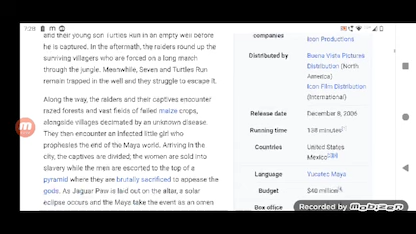 7:28
and their young son Turtles Run in an empty well before
he is captured. In the aftermath, the raiders round up the
surviving villagers who are forced on a long march
through the jungle. Meanwhile, Seven and Turtles Run
remain trapped in the well and they struggle to escape it.
Along the way, the raiders and their captives encounter
razed forests and vast fields of failed maize crops,
alongside villages decimated by an unknown disease.
They then encounter an infected little girl who
prophesies the end of the Maya world. Arriving in
the city, the captives are divided; the women are sold
into slavery while the men are escorted to the top of a
pyramid where they are brutally sacrificed to appease the
gods. As Jaguar Paw is laid out on the altar, a solar
eclipse occurs and the Maya take the event as an omen
companies
Icon Productions
Distributed by
Buena Vista Pictures
Distribution (North
America)
Icon Film Distribution
(International)
Release date
December 8, 2006
Running time
138 minutes
Countries
United States
Mexico
Language
Yucatec Maya
Budget
$40 million
Box office
Recorded by
Mobizen